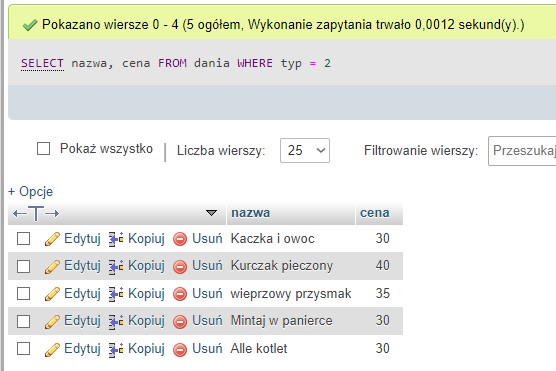 Pokazano wiersze 0 - 4 (5 ogółem, Wykonanie zapytania trwało 0,0012 sekund(y).)
SELECT nazwa, cena FROM dania WHERE typ = 2
Pokaż wszystko Liczba wierszy: 25 Filtrowanie wierszy: Przeszukaj
+ Opcje
←T→ nazwa cena
Edytuj Kopiuj Usuń Kaczka i owoc 30
Edytuj Kopiuj Usuń Kurczak pieczony 40
Edytuj Kopiuj Usuń wieprzowy przysmak 35
Edytuj Kopiuj Usuń Mintaj w panierce 30
Edytuj Kopiuj Usuń Alle kotlet 30